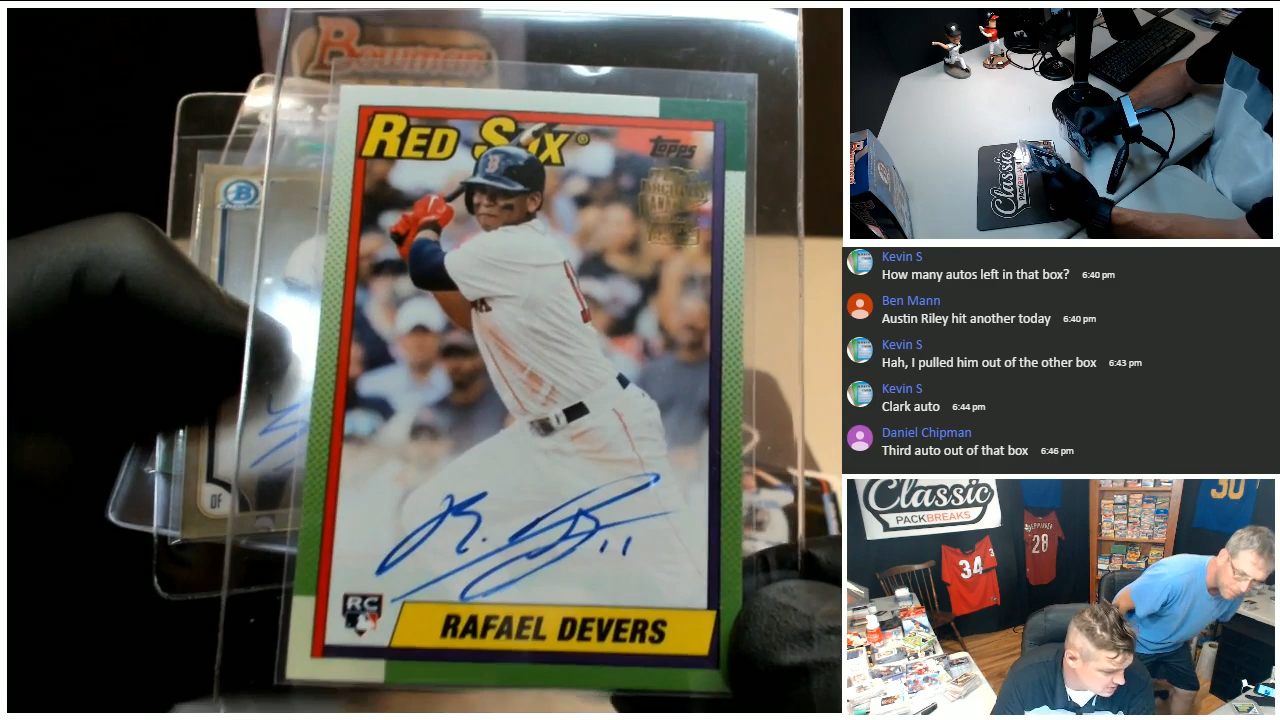 Bowman
RED SOX®
Topps
B
OF
R. D 11
RC
RAFAEL DEVERS
Classic
Kevin S
How many autos left in that box? 6:40 pm
Ben Mann
Austin Riley hit another today 6:40 pm
Kevin S
Hah, I pulled him out of the other box 6:43 pm
Kevin S
Clark auto 6:44 pm
Daniel Chipman
Third auto out of that box 6:46 pm
Classic
PACKBREAKS
30
28
34